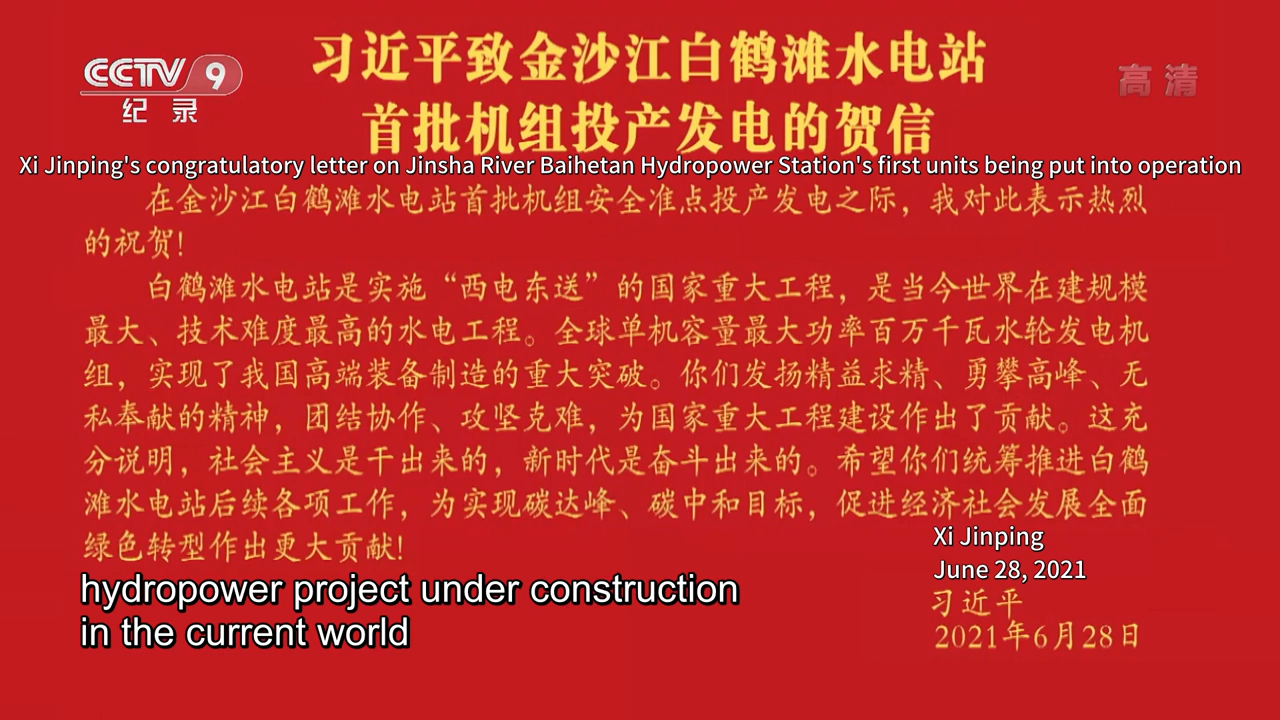 习近平致金沙江白鹤滩水电站
CCTV 9
高清
纪录
首批机组投产发电的贺信
Xi Jinping's congratulatory letter on Jinsha River Baihetan Hydropower Station's first units being put into operation
在金沙江白鹤滩水电站首批机组安全准点投产发电之际，我对此表示热烈
的祝贺!
白鹤滩水电站是实施“西电东送”的国家重大工程，是当今世界在建规模
最大、技术难度最高的水电工程。全球单机容量最大功率百万千瓦水轮发电机
组，实现了我国高端装备制造的重大突破。你们发扬精益求精、勇攀高峰、无
私奉献的精神，团结协作、攻坚克难，为国家重大工程建设作出了贡献。这充
分说明，社会主义是干出来的，新时代是奋斗出来的。希望你们统筹推进白鹤
滩水电站后续各项工作，为实现碳达峰、碳中和目标，促进经济社会发展全面
绿色转型作出更大贡献!
Xi Jinping
June 28, 2021
习近平
2021年6月28日
hydropower project under construction
in the current world